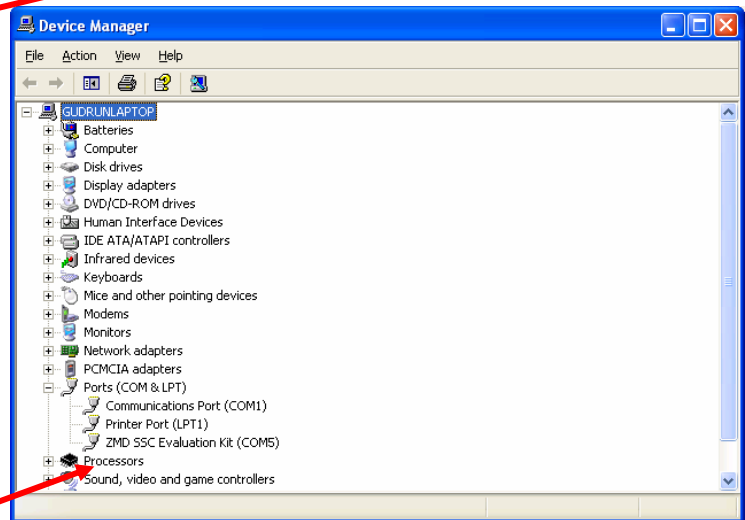 Device Manager
File Action View Help
GUDRUNLAPTOP
Batteries
Computer
Disk drives
Display adapters
DVD/CD-ROM drives
Human Interface Devices
IDE ATA/ATAPI controllers
Infrared devices
Keyboards
Mice and other pointing devices
Modems
Monitors
Network adapters
PCMCIA adapters
Ports (COM & LPT)
Communications Port (COM1)
Printer Port (LPT1)
ZMD SSC Evaluation Kit (COM5)
Processors
Sound, video and game controllers